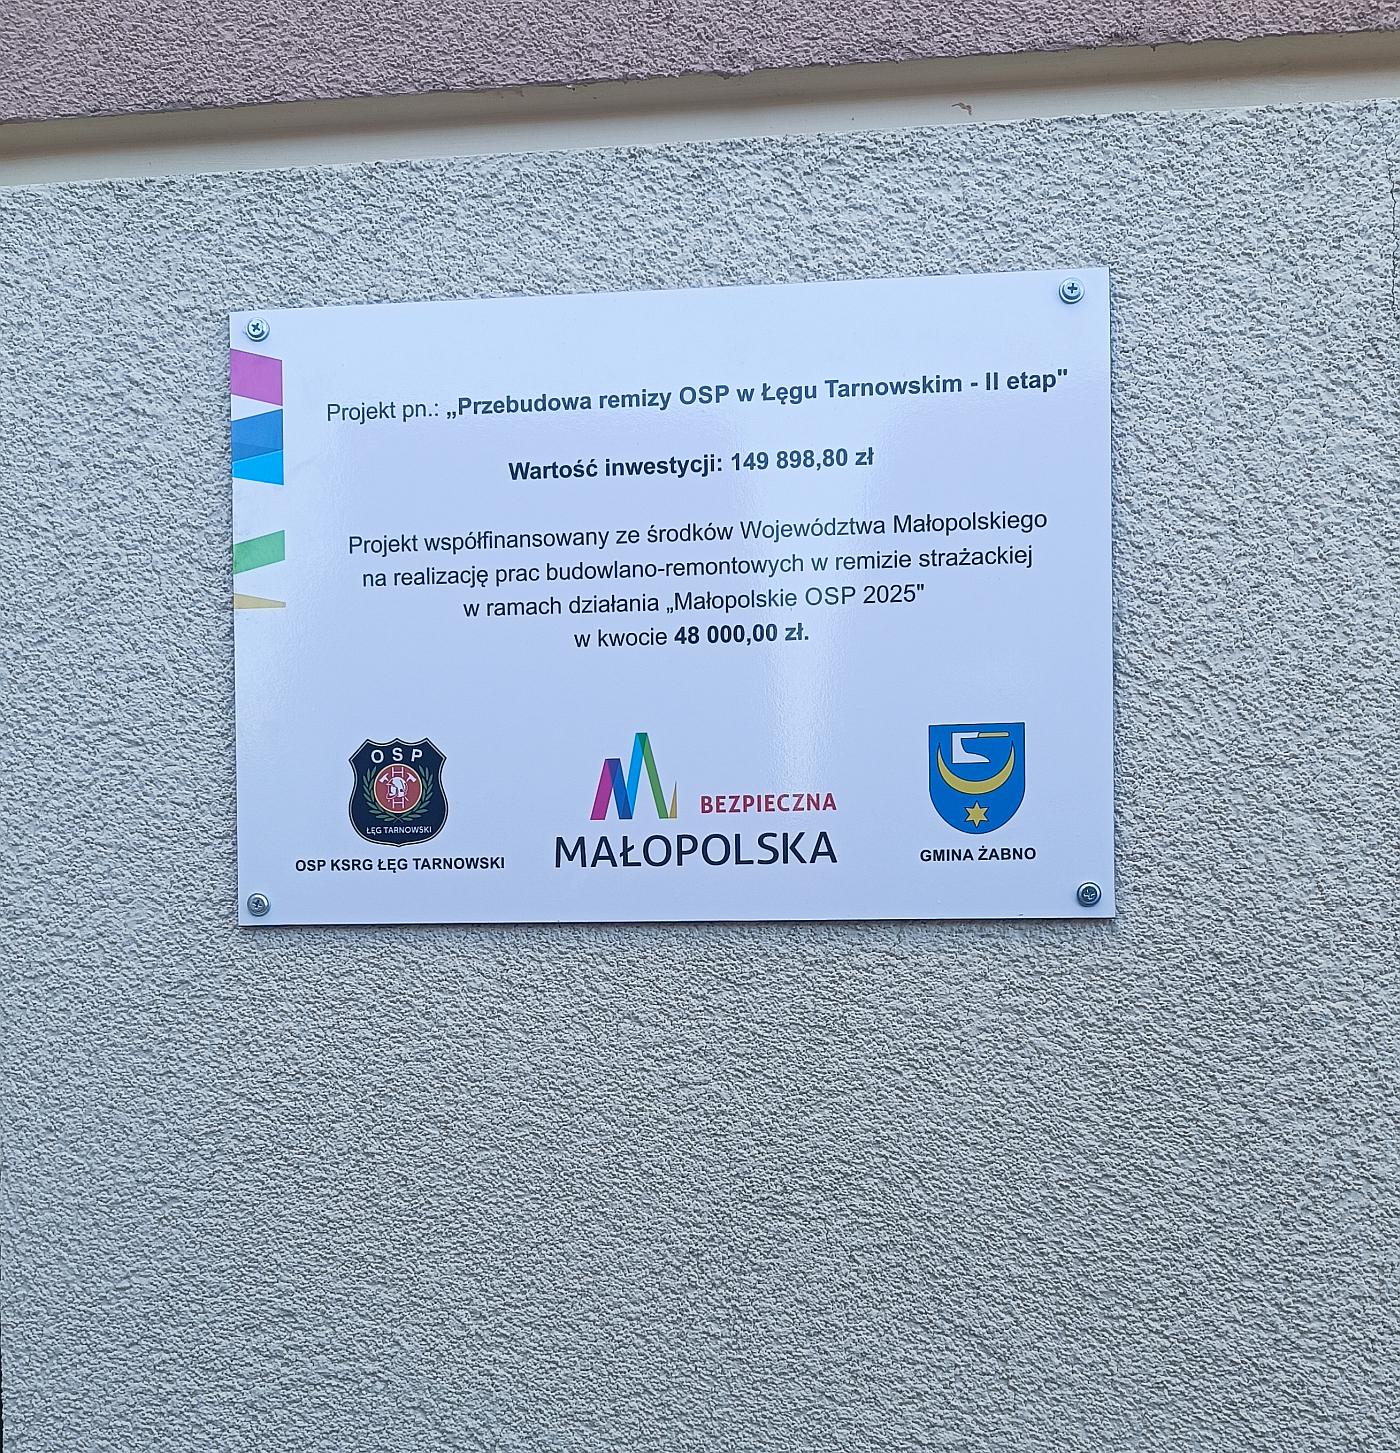 Projekt pn.: „Przebudowa remizy OSP w Łęgu Tarnowskim - II etap"
Wartość inwestycji: 149 898,80 zł
Projekt współfinansowany ze środków Województwa Małopolskiego
na realizację prac budowlano-remontowych w remizie strażackiej
w ramach działania „Małopolskie OSP 2025"
w kwocie 48 000,00 zł.
OSP
ŁĘG TARNOWSKI
OSP KSRG ŁĘG TARNOWSKI
BEZPIECZNA
MAŁOPOLSKA
GMINA ŻABNO